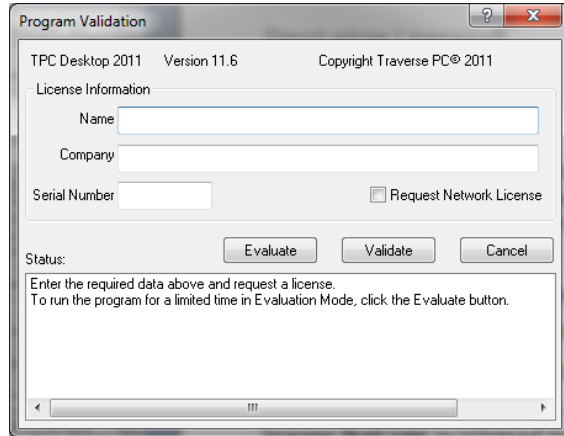 Program Validation
TPC Desktop 2011 Version 11.6 Copyright Traverse PC© 2011
License Information
Name
Company
Serial Number Request Network License
Evaluate Validate Cancel
Status:
Enter the required data above and request a license.
To run the program for a limited time in Evaluation Mode, click the Evaluate button.